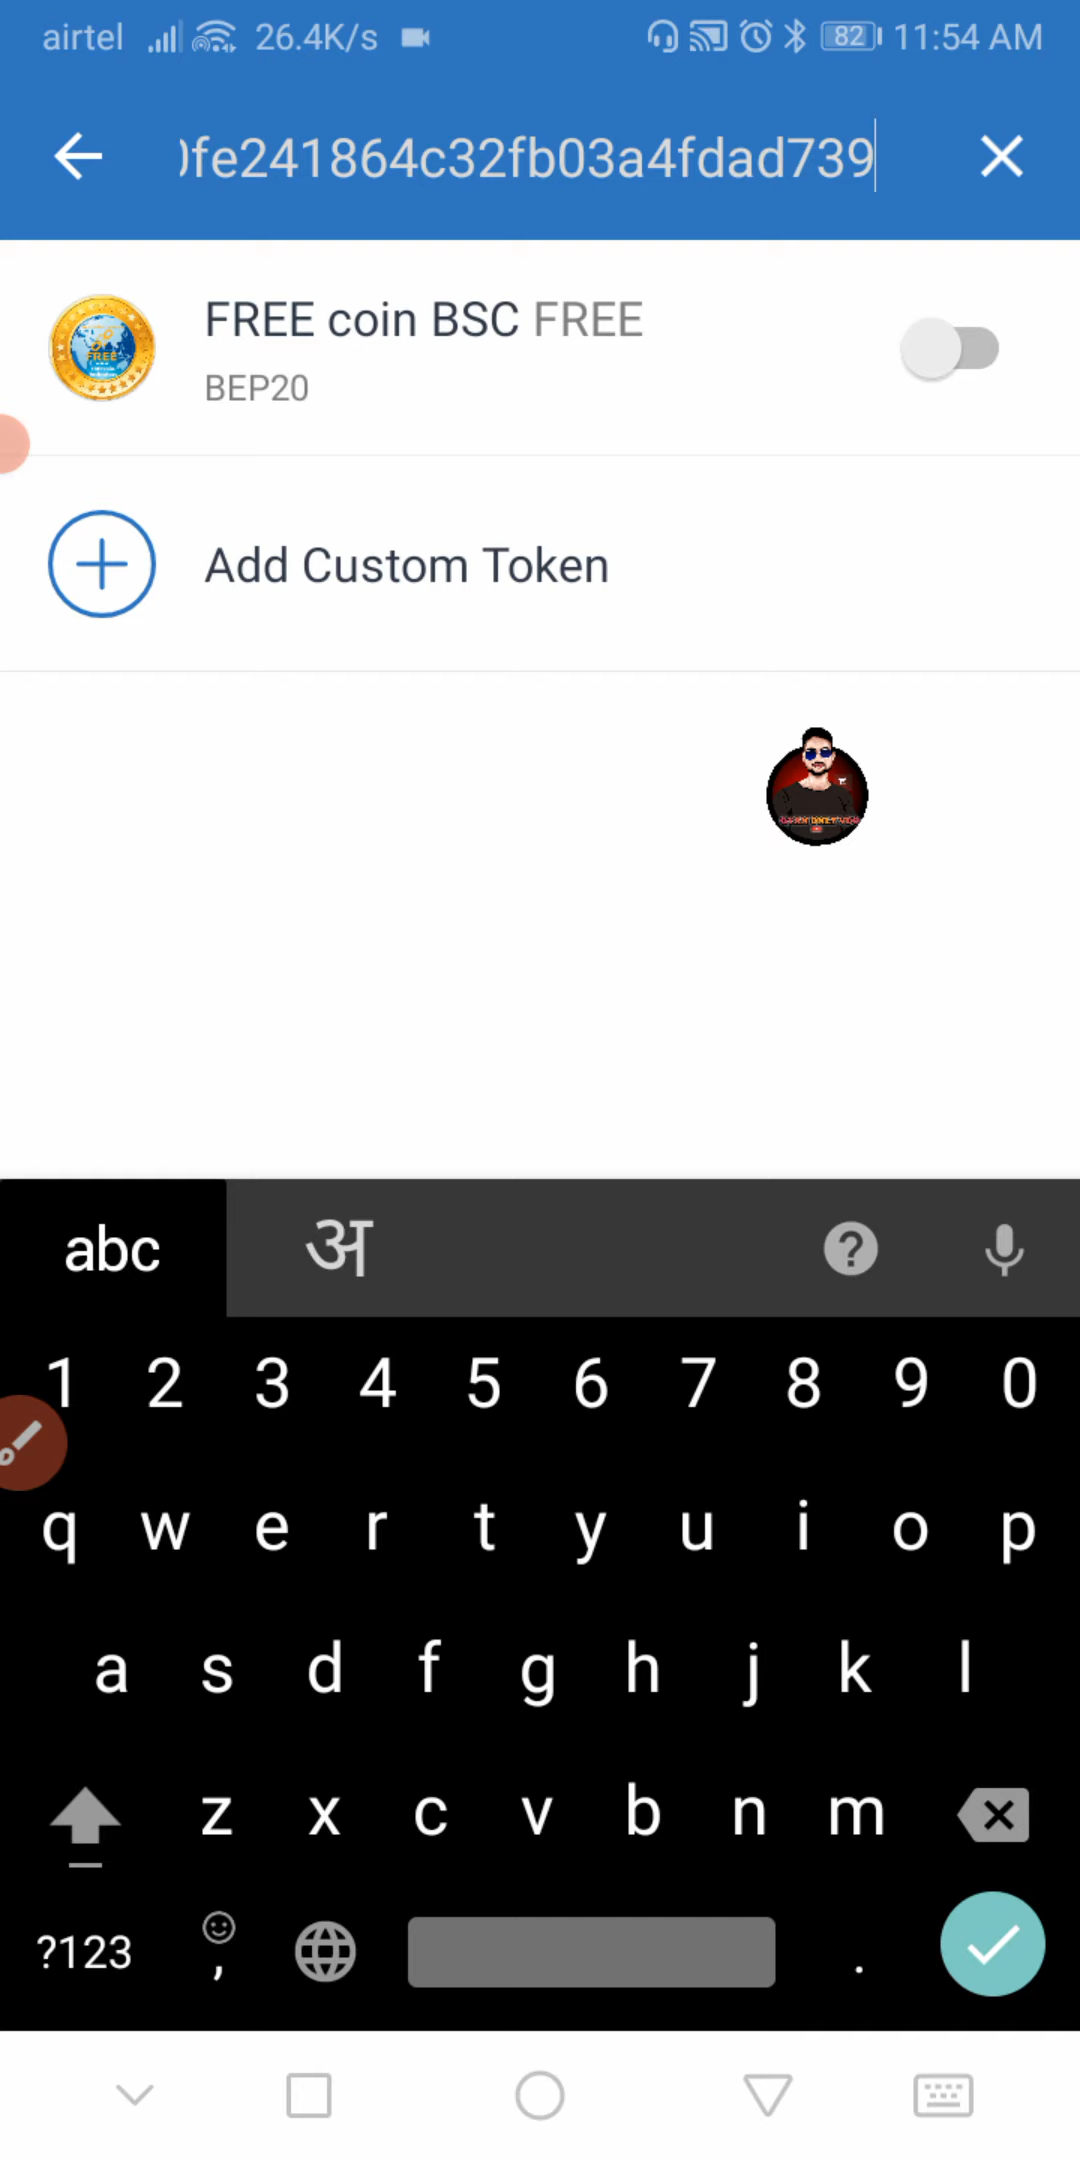 airtel 26.4K/s 82 11:54 AM
fe241864c32fb03a4fdad739
FREE coin BSC FREE
FREE
BEP20
Add Custom Token
abc अ ?
1 2 3 4 5 6 7 8 9 0
q w e r t y u i o p
a s d f g h j k l
z x c v b n m
?123 , .